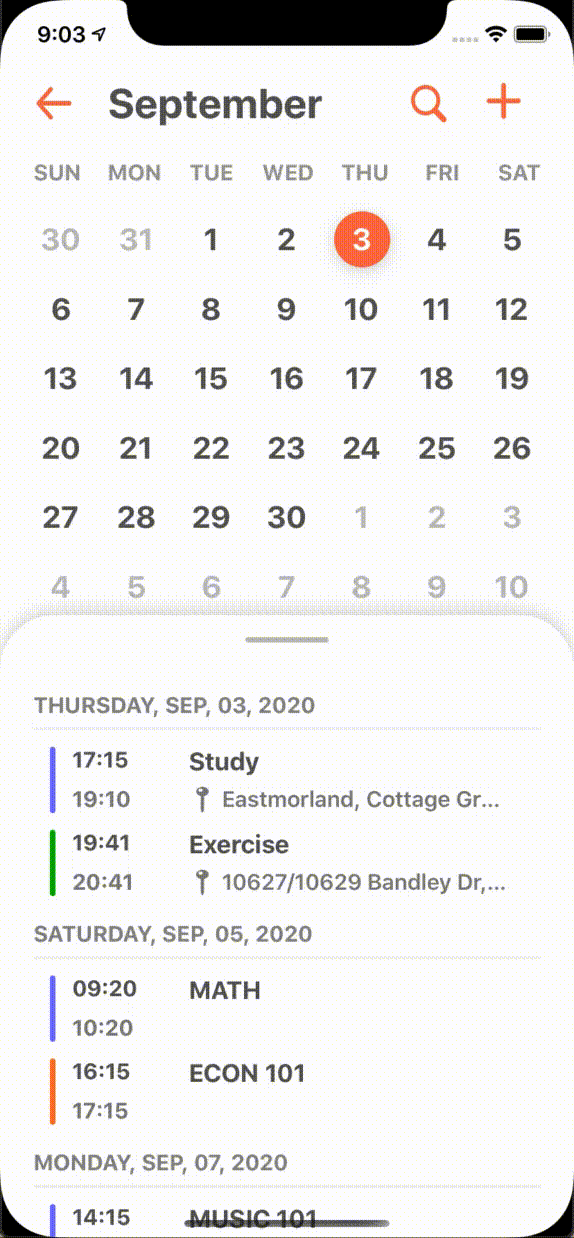 9:03
September
SUN MON TUE WED THU FRI SAT
30 31 1 2 3 4 5
6 7 8 9 10 11 12
13 14 15 16 17 18 19
20 21 22 23 24 25 26
27 28 29 30 1 2 3
4 5 6 7 8 9 10
THURSDAY, SEP, 03, 2020
17:15 Study
19:10 Eastmorland, Cottage Gr...
19:41 Exercise
20:41 10627/10629 Bandley Dr,...
SATURDAY, SEP, 05, 2020
09:20 MATH
10:20
16:15 ECON 101
17:15
MONDAY, SEP, 07, 2020
14:15 MUSIC 101